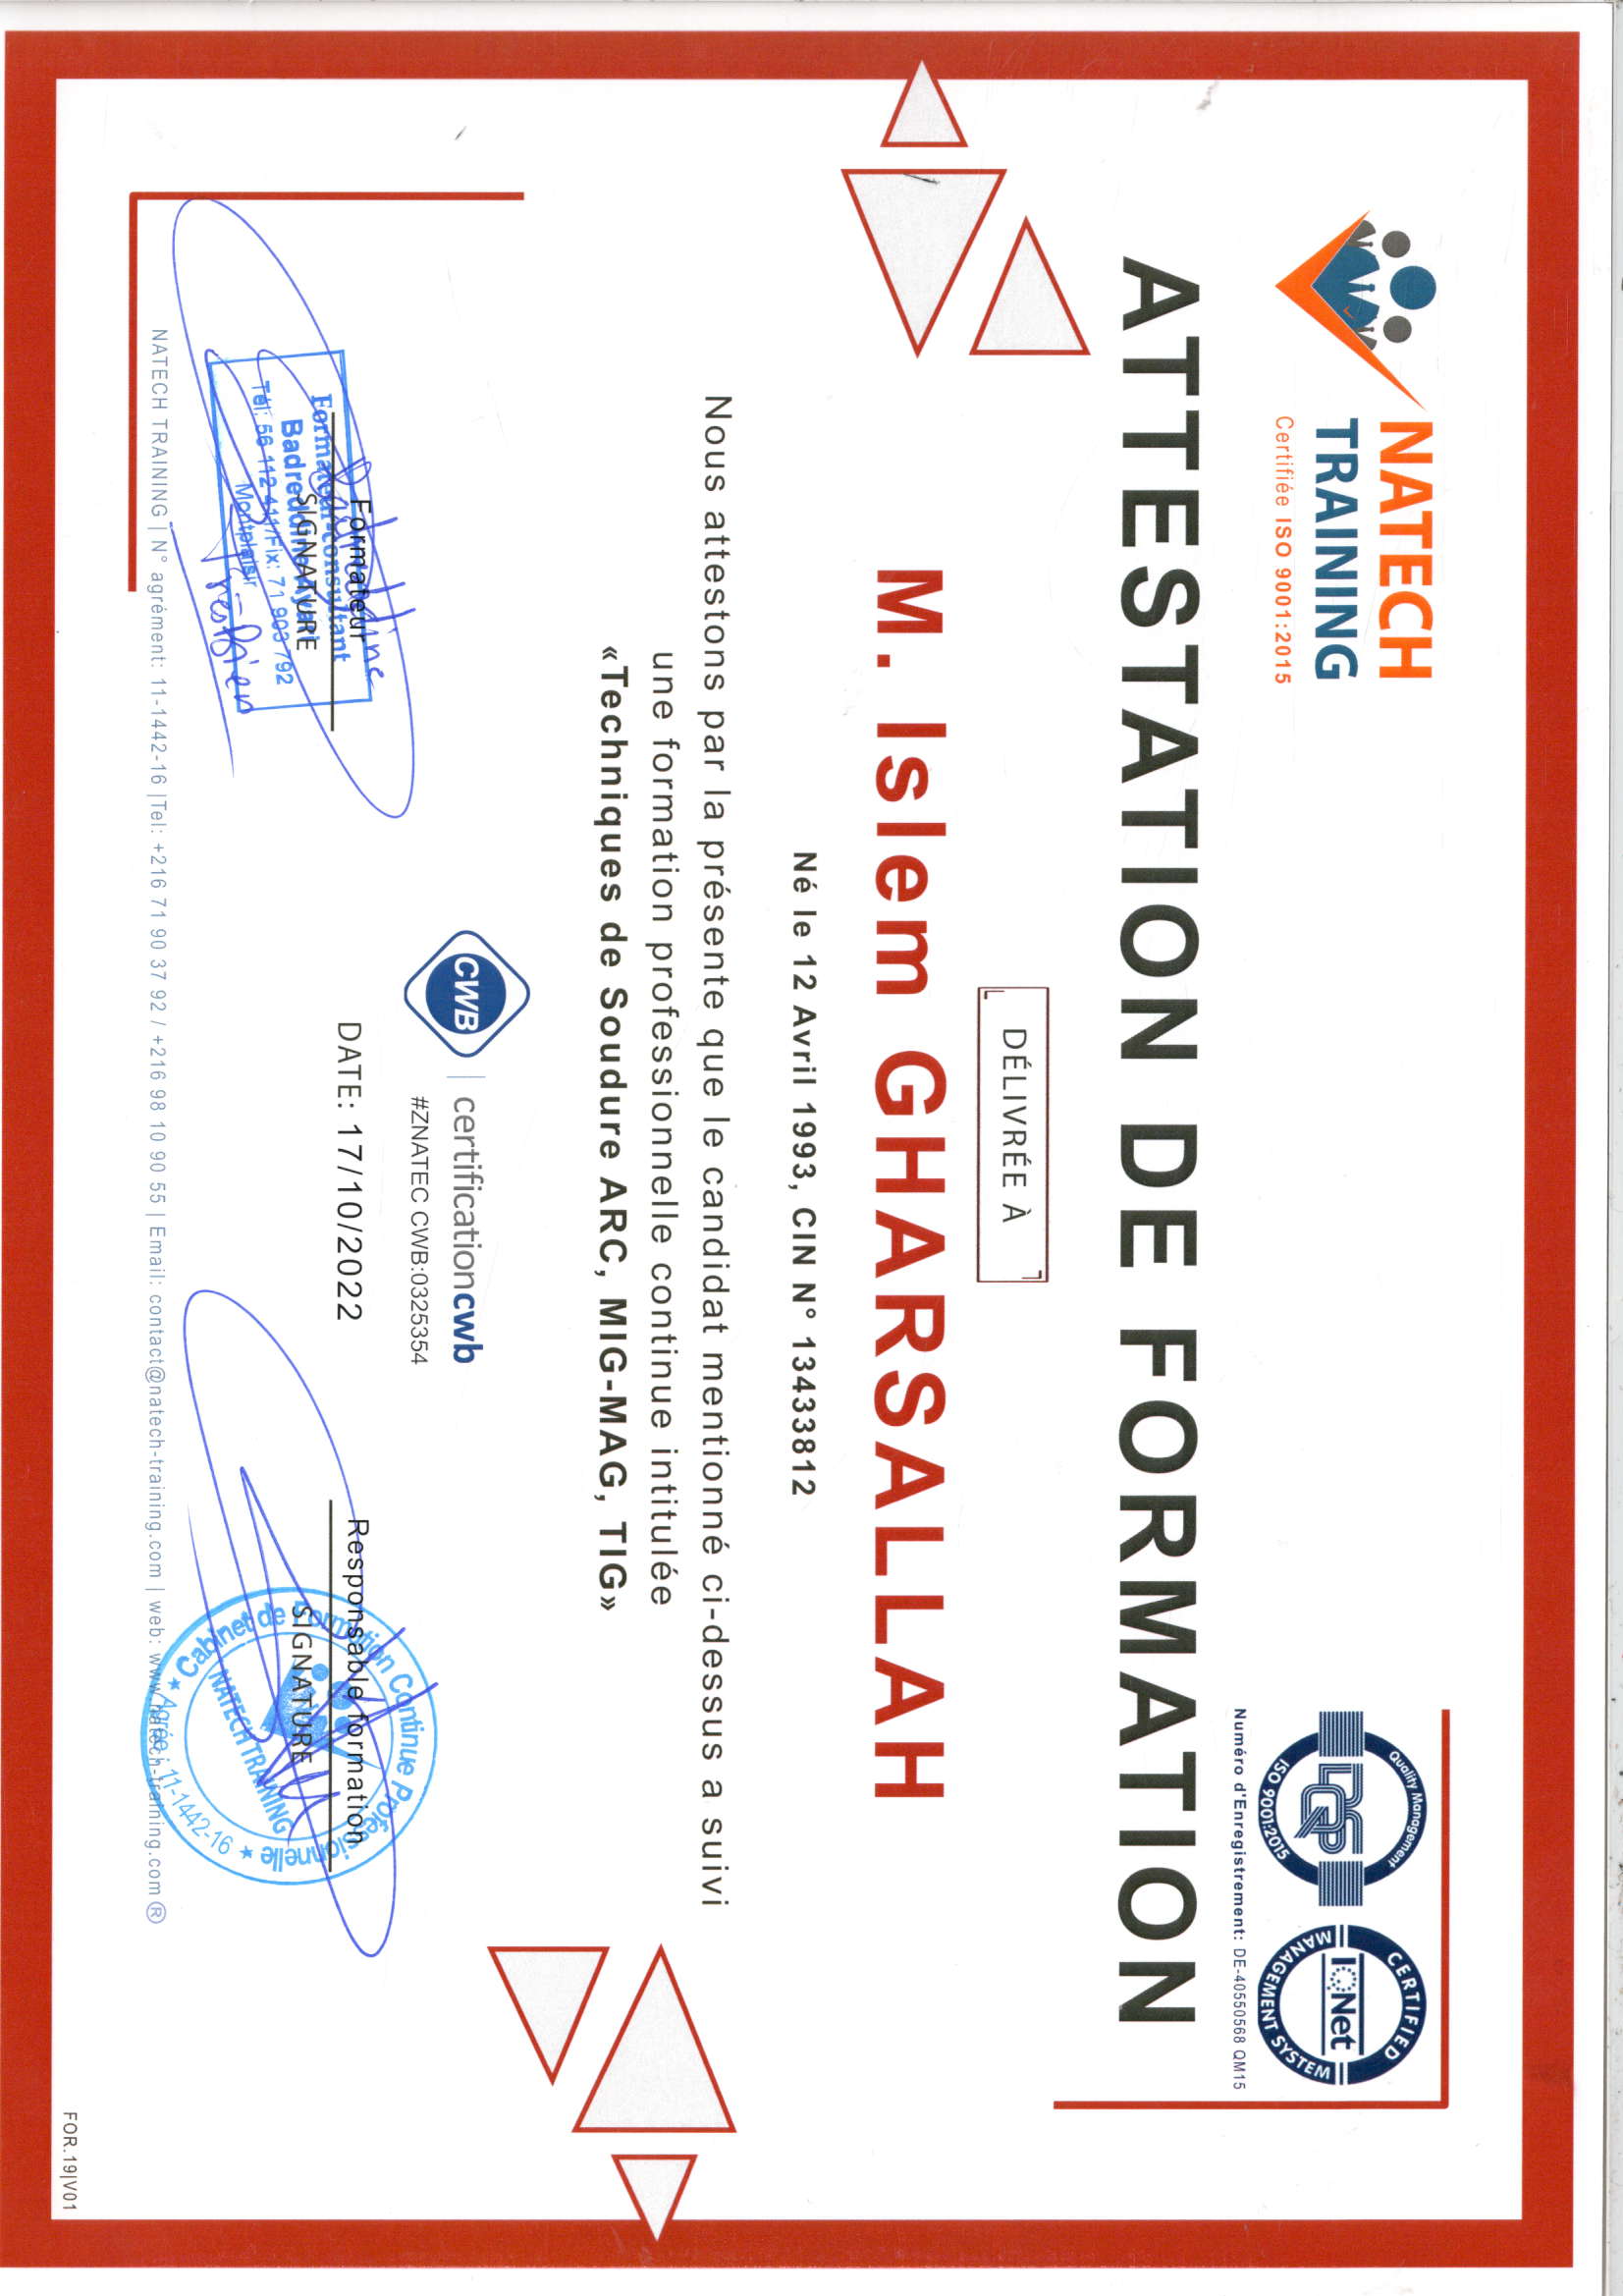 NATECH
TRAINING
Certifiée ISO 9001:2015
Quality Management
LDQP
ISO 9001:2015
CERTIFIED
IQNet
MANAGEMENT SYSTEM
Numéro d'Enregistrement: DE-40550568 QM15
ATTESTATION DE FORMATION
DÉLIVRÉE À
M. Islem GHARSALLAH
Né le 12 Avril 1993, CIN N° 13433812
Nous attestons par la présente que le candidat mentionné ci-dessus a suivi
une formation professionnelle continue intitulée
«Techniques de Soudure ARC, MIG-MAG, TIG»
CWB
certificationcwb
#ZNATEC CWB:0325354
DATE: 17/10/2022
Formateur
SIGNATURE
Formateur-consultant
Badreddine Ayari
Tél: 56 112 441/Fix: 71 903 792
Montplaisir
Responsable formation
SIGNATURE
Cabinet de Formation Continue Professionnelle
NATECH TRAINING
Agrée : 11-1442-16
NATECH TRAINING | N° agrément: 11-1442-16 |Tel: +216 71 90 37 92 / +216 98 10 90 55 | Email: contact@natech-training.com | web: www.natech-training.com ®
FOR.19|V01